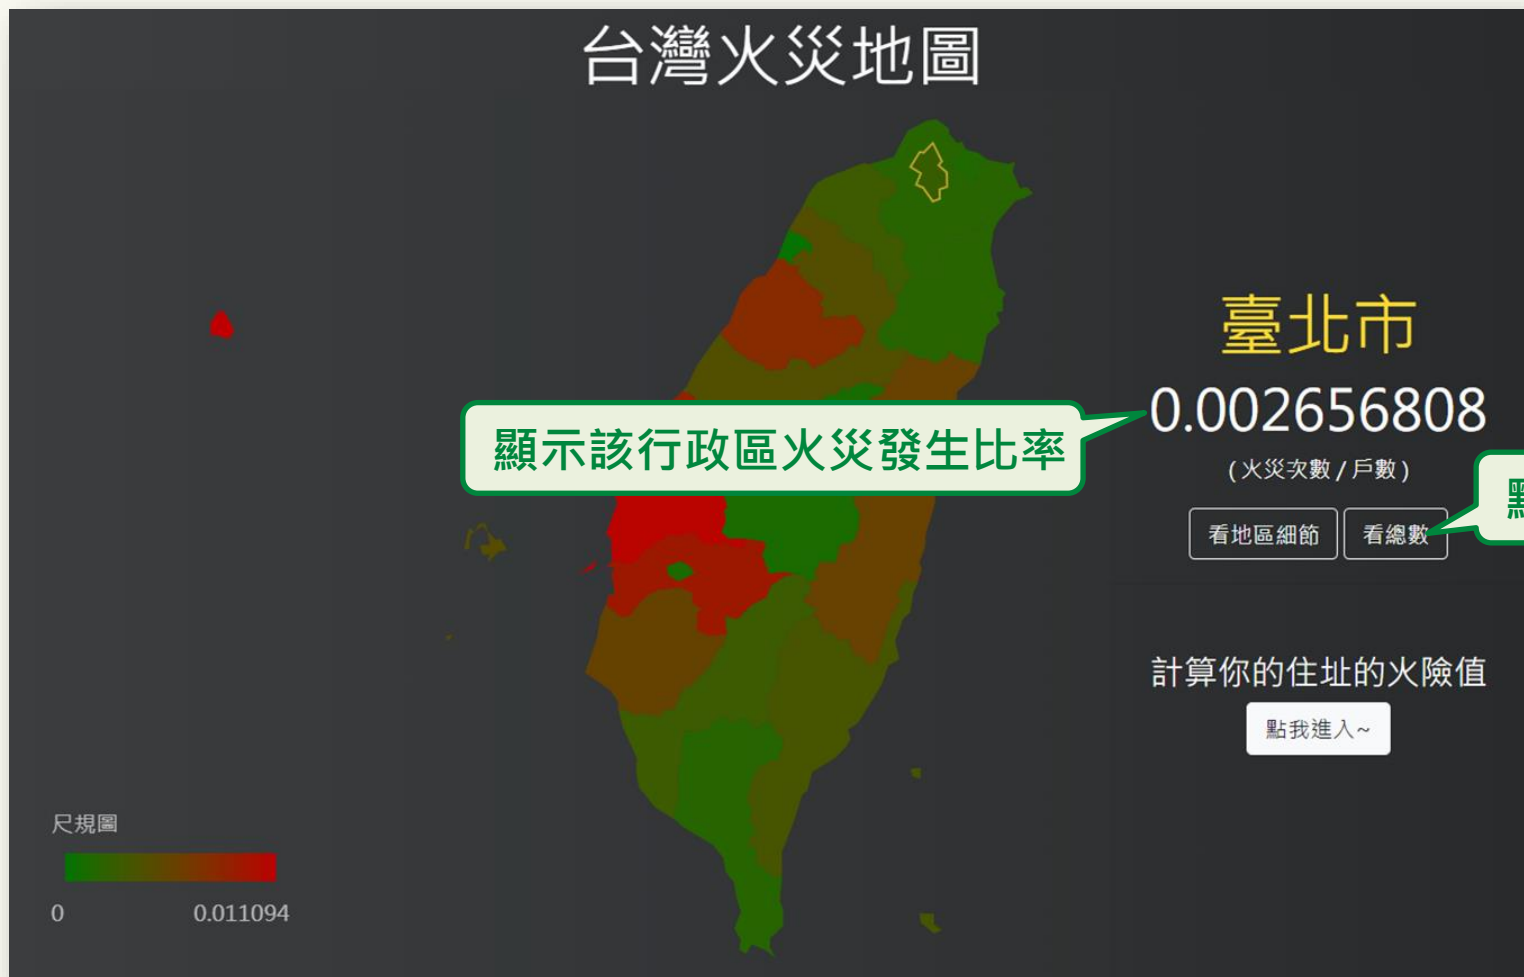 台灣火災地圖
臺北市
0.002656808
顯示該行政區火災發生比率
(火災次數/戶數)
看地區細節
看總數
計算你的住址的火險值
點我進入~
尺規圖
0
0.011094